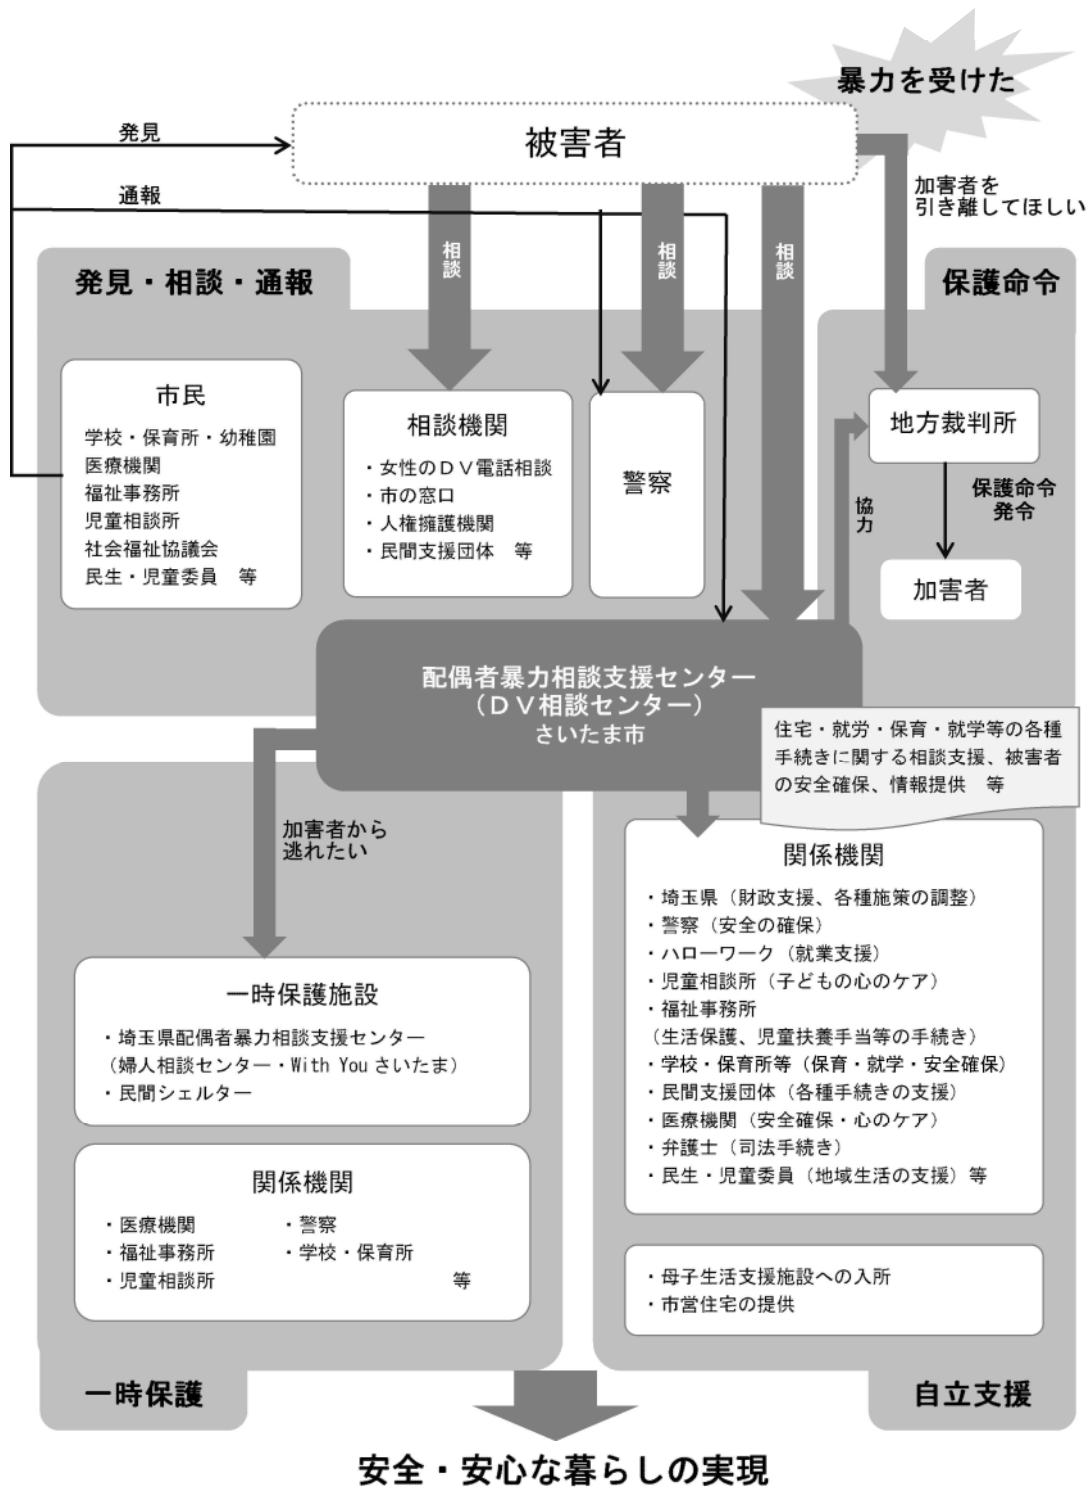 暴力を受けた
被害者
発見
通報
加害者を
引き離してほしい
相談
相談
相談
発見・相談・通報
保護命令
市民
学校・保育所・幼稚園
医療機関
福祉事務所
児童相談所
社会福祉協議会
民生・児童委員　等
相談機関
・女性のＤＶ電話相談
・市の窓口
・人権擁護機関
・民間支援団体　等
警察
地方裁判所
保護命令
発令
協力
加害者
配偶者暴力相談支援センター
（ＤＶ相談センター）
さいたま市
住宅・就労・保育・就学等の各種
手続きに関する相談支援、被害者
の安全確保、情報提供　等
加害者から
逃れたい
一時保護施設
・埼玉県配偶者暴力相談支援センター
（婦人相談センター・With You さいたま）
・民間シェルター
関係機関
・医療機関　・警察
・福祉事務所　・学校・保育所
・児童相談所　等
一時保護
関係機関
・埼玉県（財政支援、各種施策の調整）
・警察（安全の確保）
・ハローワーク（就業支援）
・児童相談所（子どもの心のケア）
・福祉事務所
（生活保護、児童扶養手当等の手続き）
・学校・保育所等（保育・就学・安全確保）
・民間支援団体（各種手続きの支援）
・医療機関（安全確保・心のケア）
・弁護士（司法手続き）
・民生・児童委員（地域生活の支援）等
・母子生活支援施設への入所
・市営住宅の提供
自立支援
安全・安心な暮らしの実現